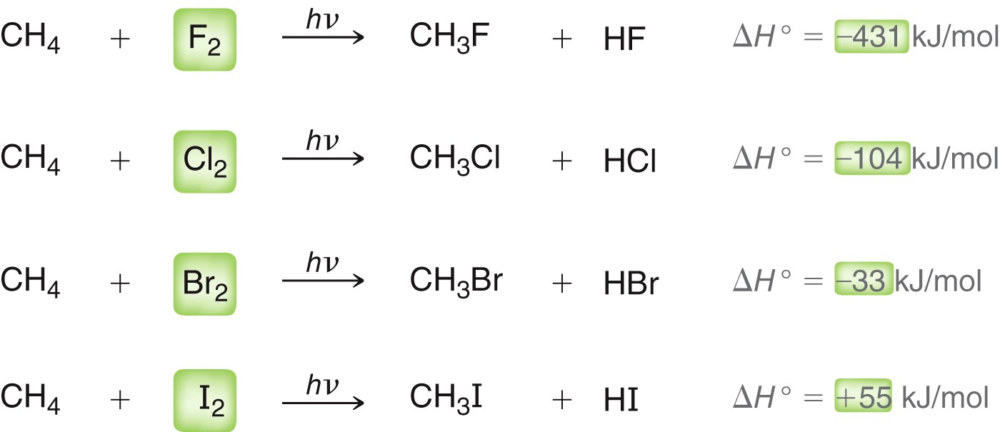 CH₄ + F₂ hν → CH₃F + HF ΔH° = –431 kJ/mol
CH₄ + Cl₂ hν → CH₃Cl + HCl ΔH° = –104 kJ/mol
CH₄ + Br₂ hν → CH₃Br + HBr ΔH° = –33 kJ/mol
CH₄ + I₂ hν → CH₃I + HI ΔH° = +55 kJ/mol